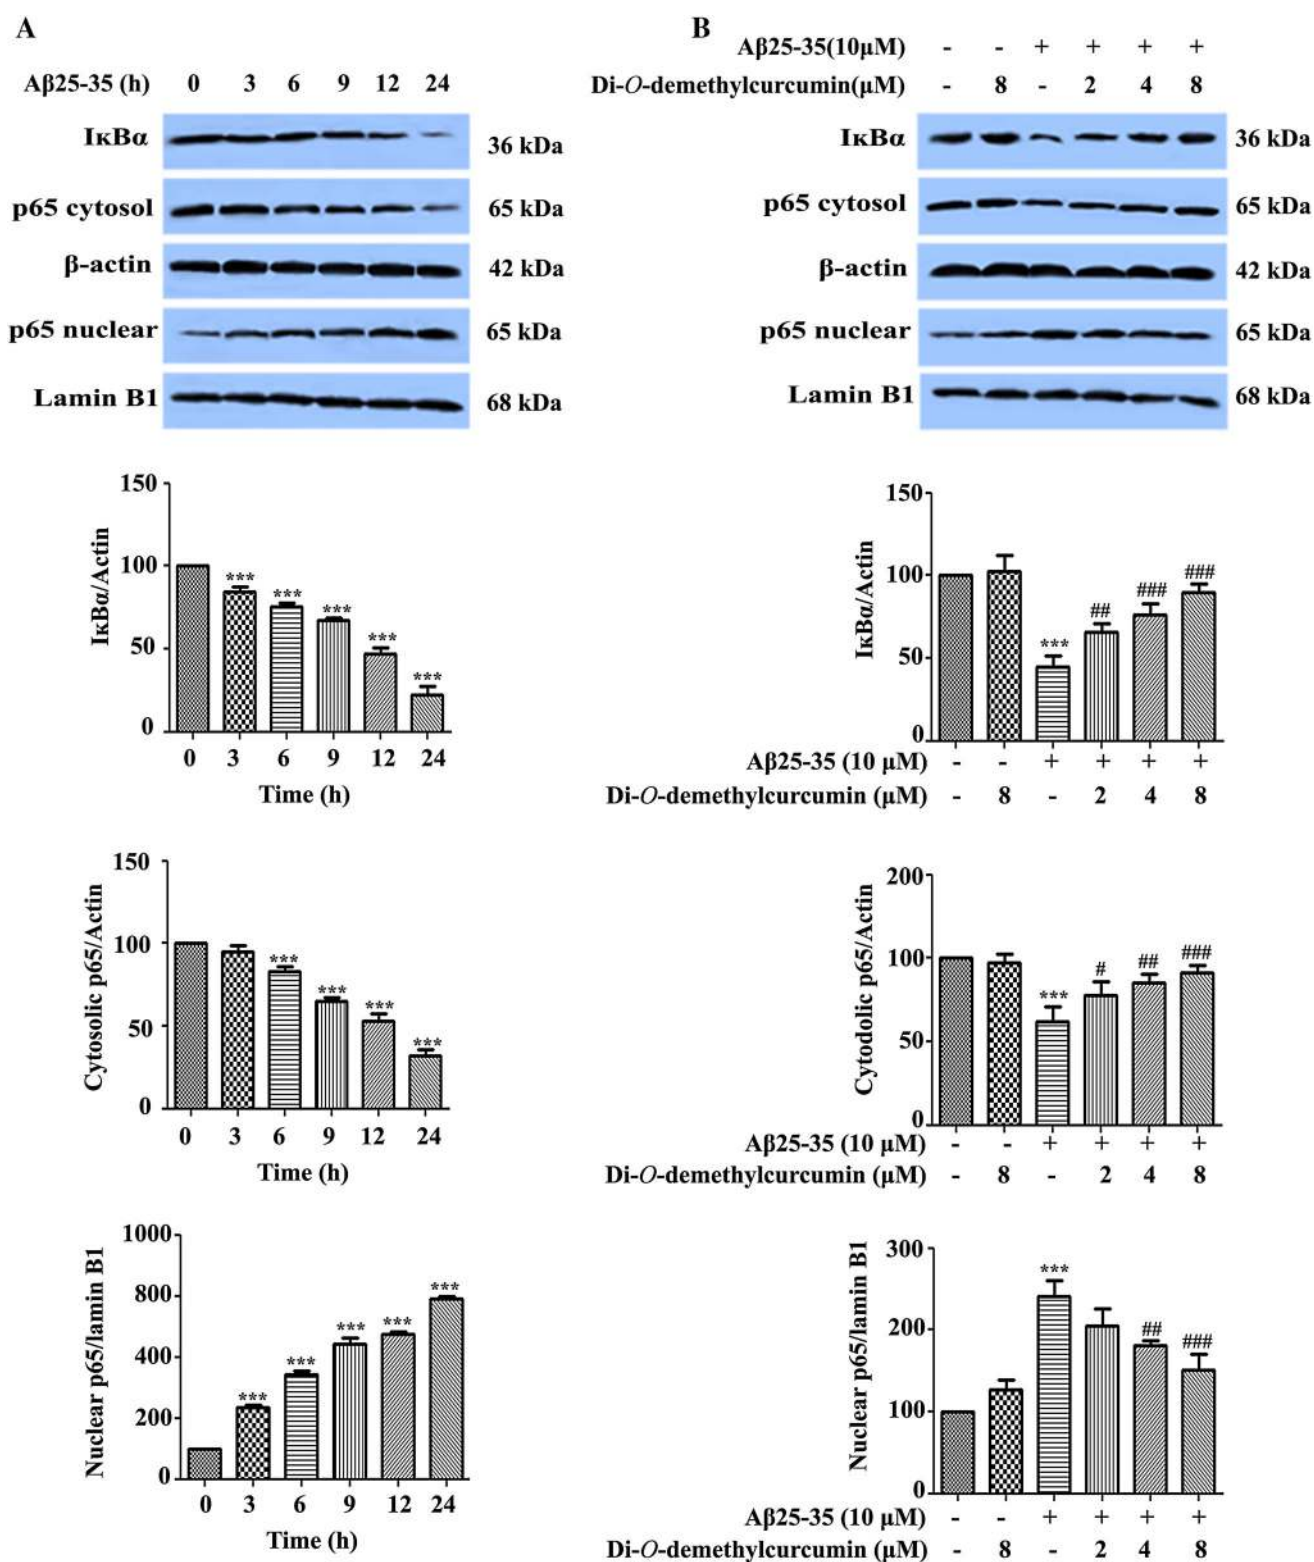 A
Aβ25-35 (h) 0 3 6 9 12 24
IκBα 36 kDa
p65 cytosol 65 kDa
β-actin 42 kDa
p65 nuclear 65 kDa
Lamin B1 68 kDa
150
100
50
0
IκBα/Actin
*** *** *** *** ***
0 3 6 9 12 24
Time (h)
150
100
50
0
Cytosolic p65/Actin
*** *** *** ***
0 3 6 9 12 24
Time (h)
1000
800
400
200
0
Nuclear p65/lamin B1
*** *** *** *** ***
0 3 6 9 12 24
Time (h)
B
Aβ25-35(10μM) - - + + + +
Di-O-demethylcurcumin(μM) - 8 - 2 4 8
IκBα 36 kDa
p65 cytosol 65 kDa
β-actin 42 kDa
p65 nuclear 65 kDa
Lamin B1 68 kDa
150
100
50
0
IκBα/Actin
*** ## ### ###
Aβ25-35 (10 μM) - - + + + +
Di-O-demethylcurcumin (μM) - 8 - 2 4 8
200
100
50
0
Cytodolic p65/Actin
*** # ## ###
Aβ25-35 (10 μM) - - + + + +
Di-O-demethylcurcumin (μM) - 8 - 2 4 8
300
200
100
0
Nuclear p65/lamin B1
*** ## ###
Aβ25-35 (10 μM) - - + + + +
Di-O-demethylcurcumin (μM) - 8 - 2 4 8